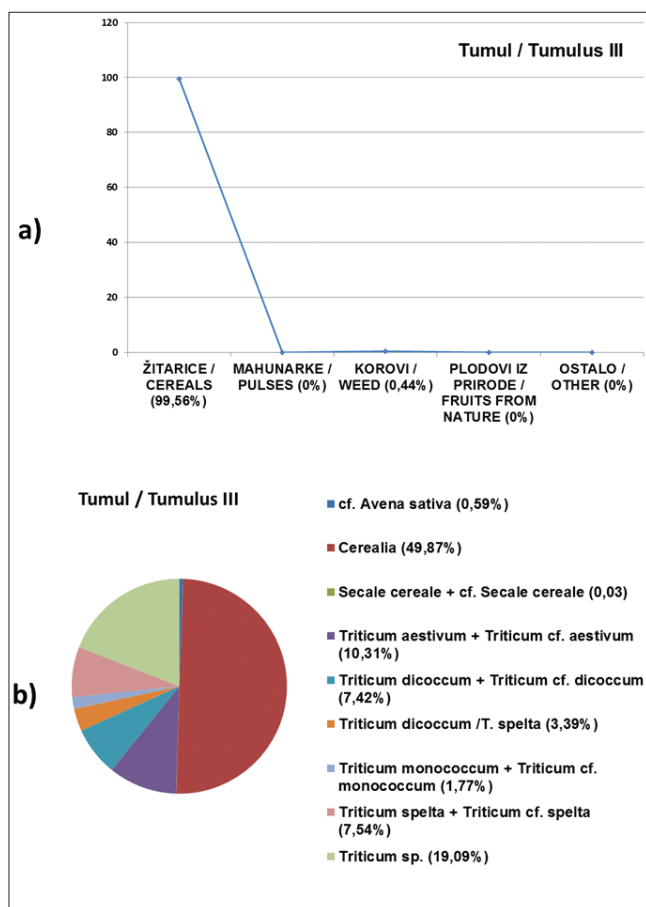 Tumul / Tumulus III
120
100
80
60
40
20
0
a)
ŽITARICE /
CEREALS
(99,56%)
MAHUNARKE /
PULSES (0%)
KOROVI /
WEED (0,44%)
PLODOVI IZ
PRIRODE /
FRUITS FROM
NATURE (0%)
OSTALO /
OTHER (0%)
Tumul / Tumulus III
b)
cf. Avena sativa (0,59%)
Cerealia (49,87%)
Secale cereale + cf. Secale cereale (0,03)
Triticum aestivum + Triticum cf. aestivum
(10,31%)
Triticum dicoccum + Triticum cf. dicoccum
(7,42%)
Triticum dicoccum /T. spelta (3,39%)
Triticum monococcum + Triticum cf.
monococcum (1,77%)
Triticum spelta + Triticum cf. spelta
(7,54%)
Triticum sp. (19,09%)